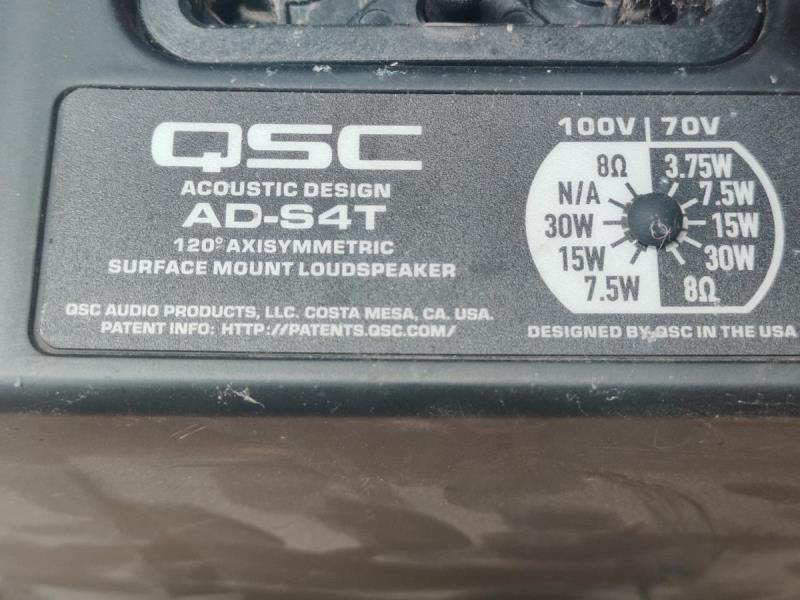 QSC
ACOUSTIC DESIGN
AD-S4T
120° AXISYMMETRIC
SURFACE MOUNT LOUDSPEAKER
QSC AUDIO PRODUCTS, LLC. COSTA MESA, CA. USA.
PATENT INFO: HTTP://PATENTS.QSC.COM/
100V | 70V
8Ω 3.75W
N/A 7.5W
30W 15W
15W 30W
7.5W 8Ω
DESIGNED BY QSC IN THE USA